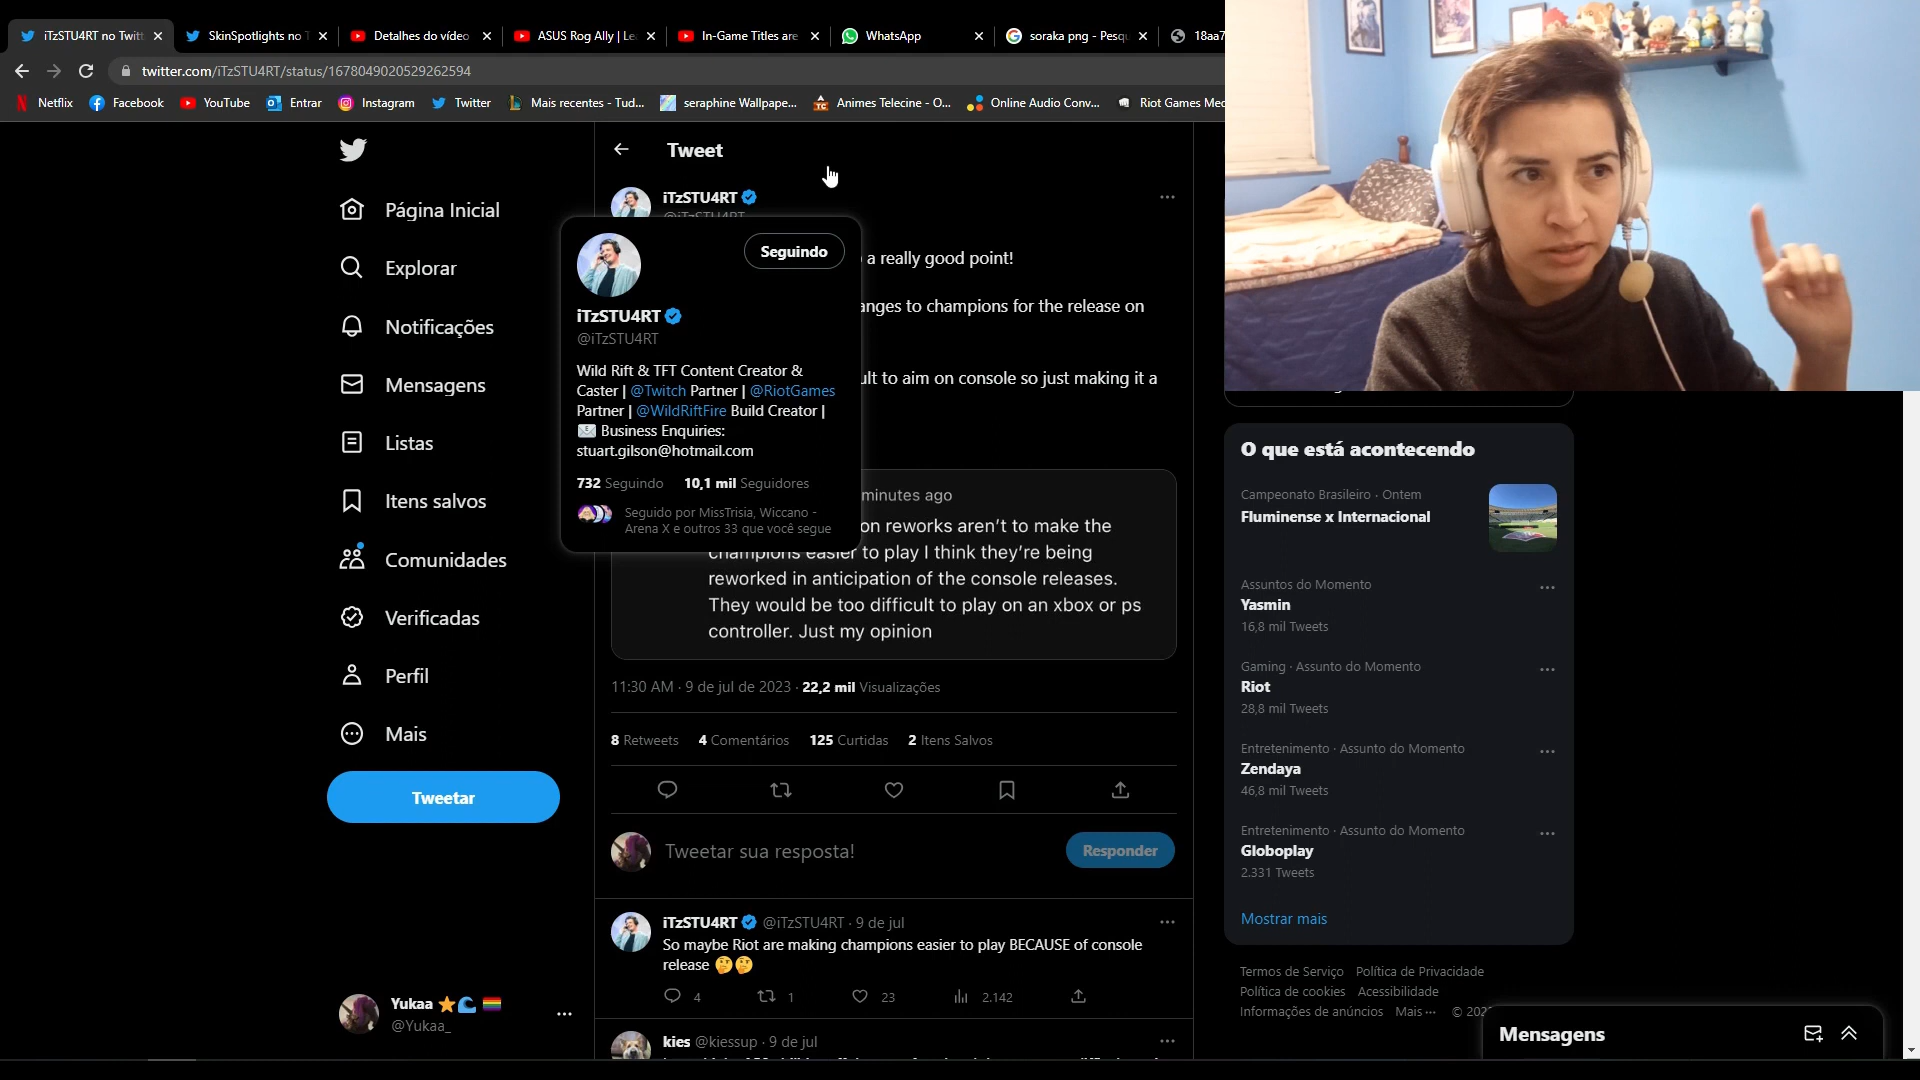 iTzSTU4RT no Twit
SkinSpotlights no
Detalhes do vídeo
ASUS Rog Ally | Le
In-Game Titles are
WhatsApp
soraka png - Pesqu
18aa7
twitter.com/iTzSTU4RT/status/1678049020529262594
Netflix
Facebook
YouTube
Entrar
Instagram
Twitter
Mais recentes - Tud...
seraphine Wallpape...
Animes Telecine - O...
Online Audio Conv...
Riot Games Med
Página Inicial
Explorar
Notificações
Mensagens
Listas
Itens salvos
Comunidades
Verificadas
Perfil
Mais
Tweetar
Yukaa
@Yukaa_
Tweet
iTzSTU4RT
@iTzSTU4RT
a really good point!
anges to champions for the release on
ult to aim on console so just making it a
Seguindo
iTzSTU4RT
@iTzSTU4RT
Wild Rift & TFT Content Creator &
Caster | @Twitch Partner | @RiotGames
Partner | @WildRiftFire Build Creator |
Business Enquiries:
stuart.gilson@hotmail.com
732 Seguindo 10,1 mil Seguidores
Seguido por MissTrisia, Wiccano -
Arena X e outros 33 que você segue
minutes ago
on reworks aren't to make the
champions easier to play I think they're being
reworked in anticipation of the console releases.
They would be too difficult to play on an xbox or ps
controller. Just my opinion
11:30 AM · 9 de jul de 2023 · 22,2 mil Visualizações
8 Retweets 4 Comentários 125 Curtidas 2 Itens Salvos
Tweetar sua resposta!
Responder
iTzSTU4RT @iTzSTU4RT · 9 de jul
So maybe Riot are making champions easier to play BECAUSE of console
release 🤔🤔
4 1 23 2.142
kies @kiessup · 9 de jul
O que está acontecendo
Campeonato Brasileiro · Ontem
Fluminense x Internacional
Assuntos do Momento
Yasmin
16,8 mil Tweets
Gaming · Assunto do Momento
Riot
28,8 mil Tweets
Entretenimento · Assunto do Momento
Zendaya
46,8 mil Tweets
Entretenimento · Assunto do Momento
Globoplay
2.331 Tweets
Mostrar mais
Termos de Serviço Política de Privacidade
Política de cookies Acessibilidade
Informações de anúncios Mais ··· © 202
Mensagens